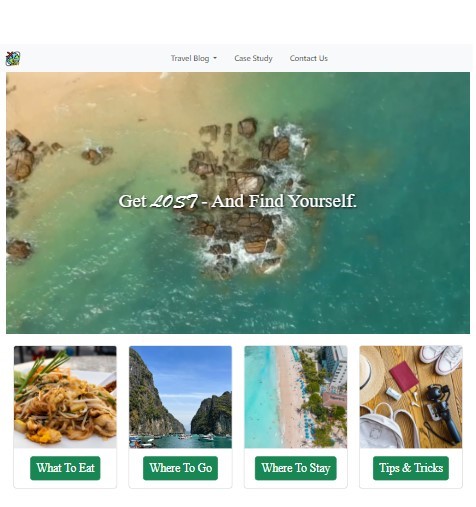 Travel Blog Case Study Contact Us
Get LOST - And Find Yourself.
What To Eat Where To Go Where To Stay Tips & Tricks